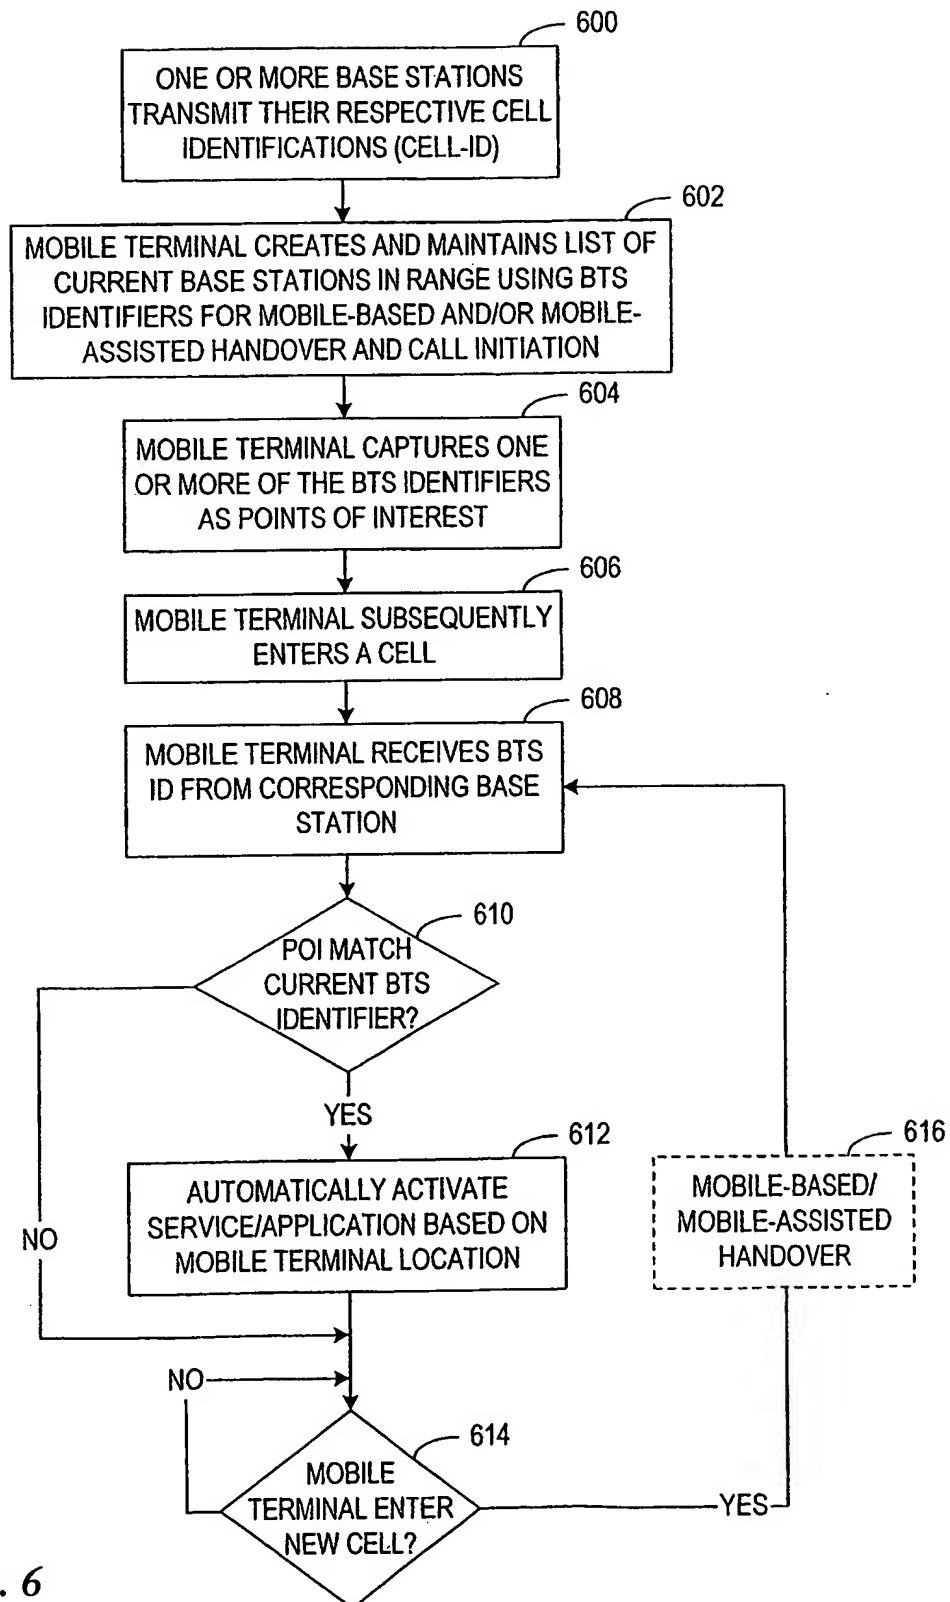 600
ONE OR MORE BASE STATIONS
TRANSMIT THEIR RESPECTIVE CELL
IDENTIFICATIONS (CELL-ID)
602
MOBILE TERMINAL CREATES AND MAINTAINS LIST OF
CURRENT BASE STATIONS IN RANGE USING BTS
IDENTIFIERS FOR MOBILE-BASED AND/OR MOBILE-
ASSISTED HANDOVER AND CALL INITIATION
604
MOBILE TERMINAL CAPTURES ONE
OR MORE OF THE BTS IDENTIFIERS
AS POINTS OF INTEREST
606
MOBILE TERMINAL SUBSEQUENTLY
ENTERS A CELL
608
MOBILE TERMINAL RECEIVES BTS
ID FROM CORRESPONDING BASE
STATION
610
POI MATCH
CURRENT BTS
IDENTIFIER?
YES
612
AUTOMATICALLY ACTIVATE
SERVICE/APPLICATION BASED ON
MOBILE TERMINAL LOCATION
616
MOBILE-BASED/
MOBILE-ASSISTED
HANDOVER
NO
NO
614
MOBILE
TERMINAL ENTER
NEW CELL?
YES
. 6